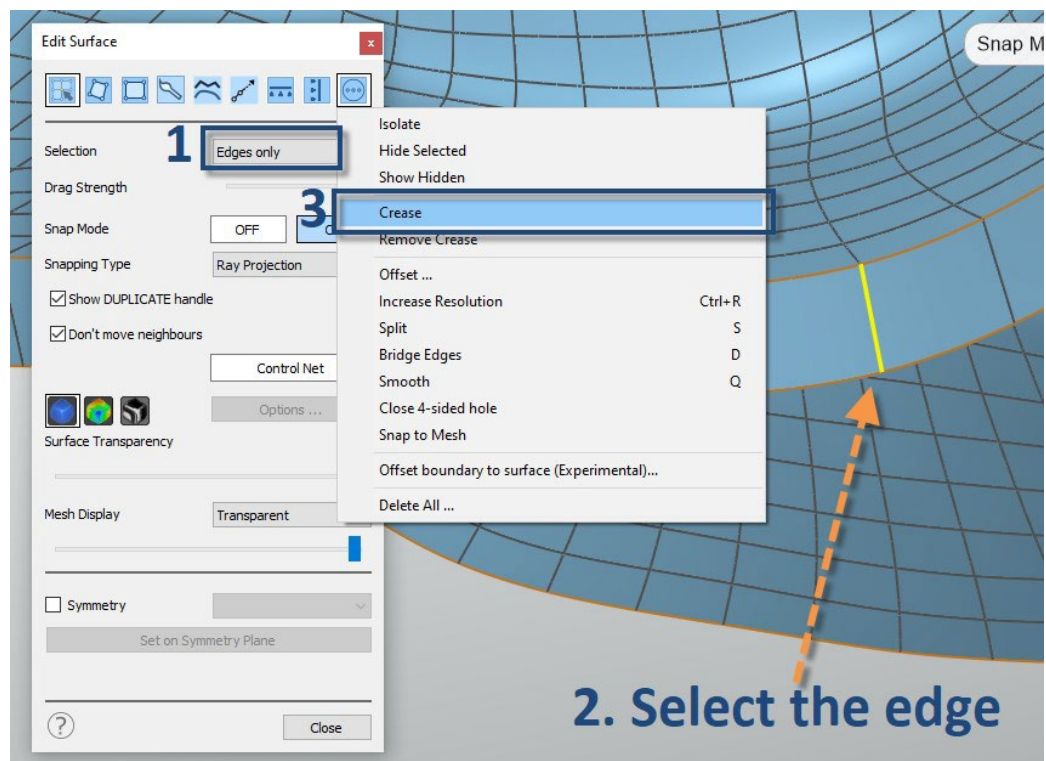 Edit Surface
x
Snap M
1
Selection
Edges only
Drag Strength
Snap Mode
OFF
Snapping Type
Ray Projection
Show DUPLICATE handle
Don't move neighbours
Control Net
Options ...
Surface Transparency
Mesh Display
Transparent
Symmetry
Set on Symmetry Plane
?
Close
Isolate
Hide Selected
Show Hidden
3
Crease
Remove Crease
Offset ...
Increase Resolution Ctrl+R
Split S
Bridge Edges D
Smooth Q
Close 4-sided hole
Snap to Mesh
Offset boundary to surface (Experimental)...
Delete All ...
2. Select the edge